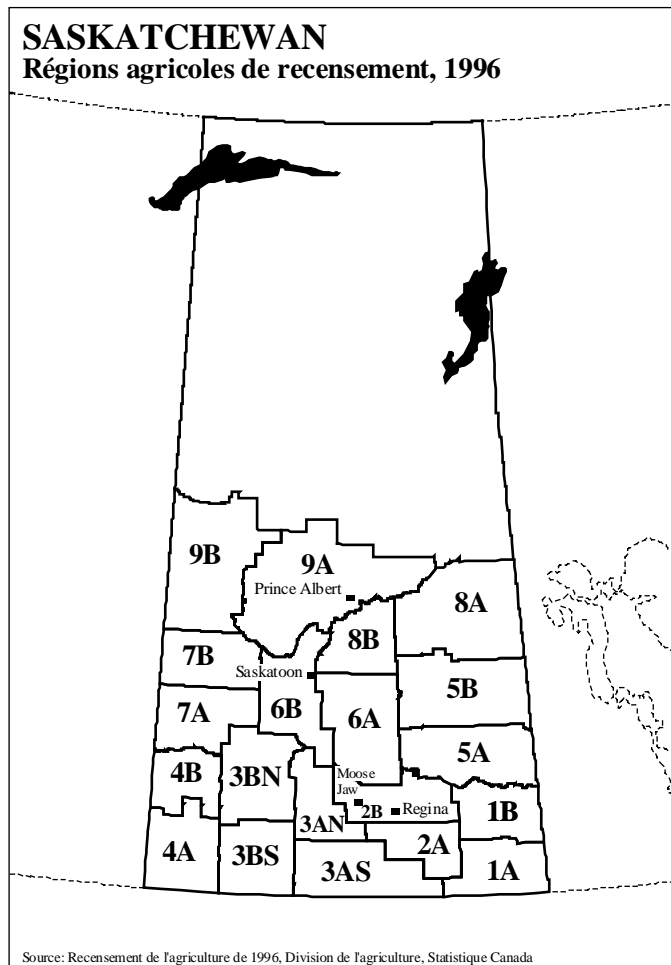 SASKATCHEWAN
Régions agricoles de recensement, 1996
9B
9A
Prince Albert
8A
8B
7B
Saskatoon
5B
6B
6A
7A
5A
4B
3BN
Moose
Jaw
2B
Regina
1B
3AN
2A
4A
3BS
3AS
1A
Source: Recensement de l'agriculture de 1996, Division de l'agriculture, Statistique Canada